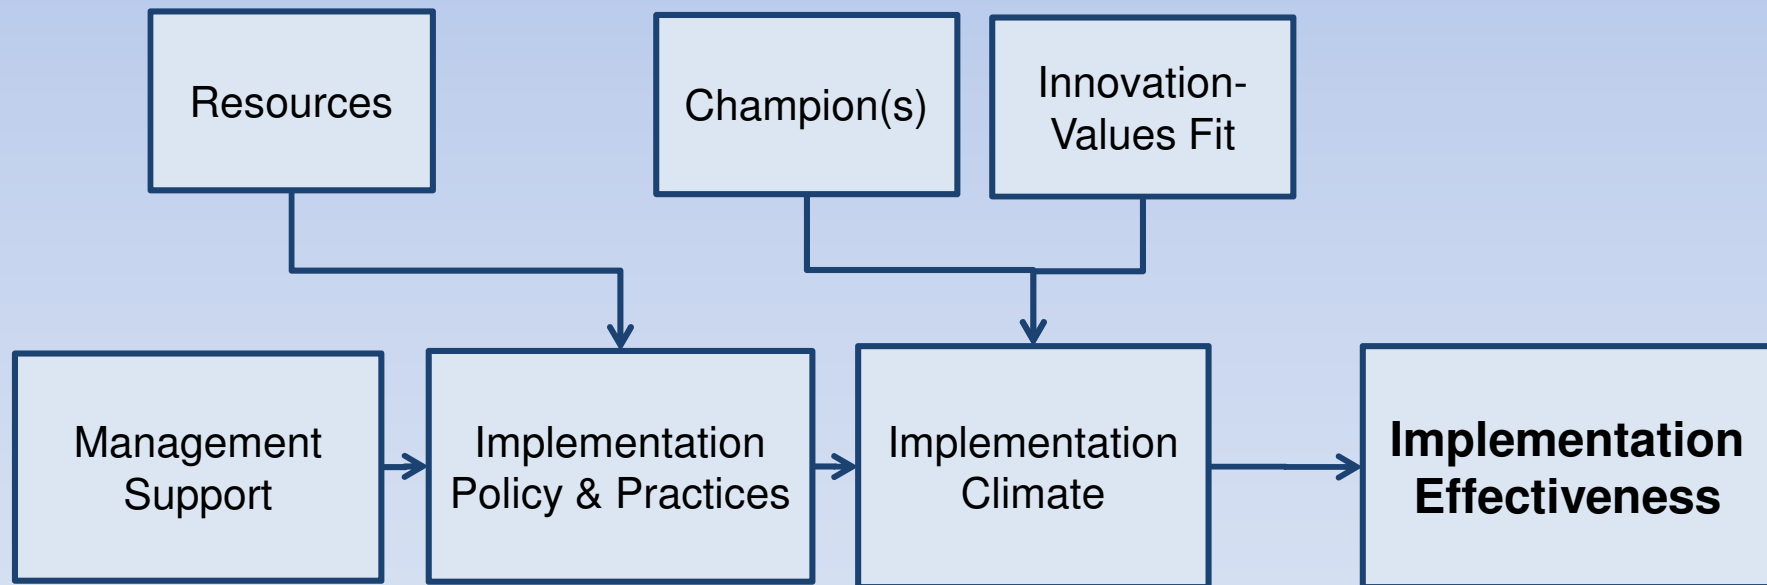 Resources
Champion(s)
Innovation-
Values Fit
Management
Support
Implementation
Policy & Practices
Implementation
Climate
Implementation
Effectiveness